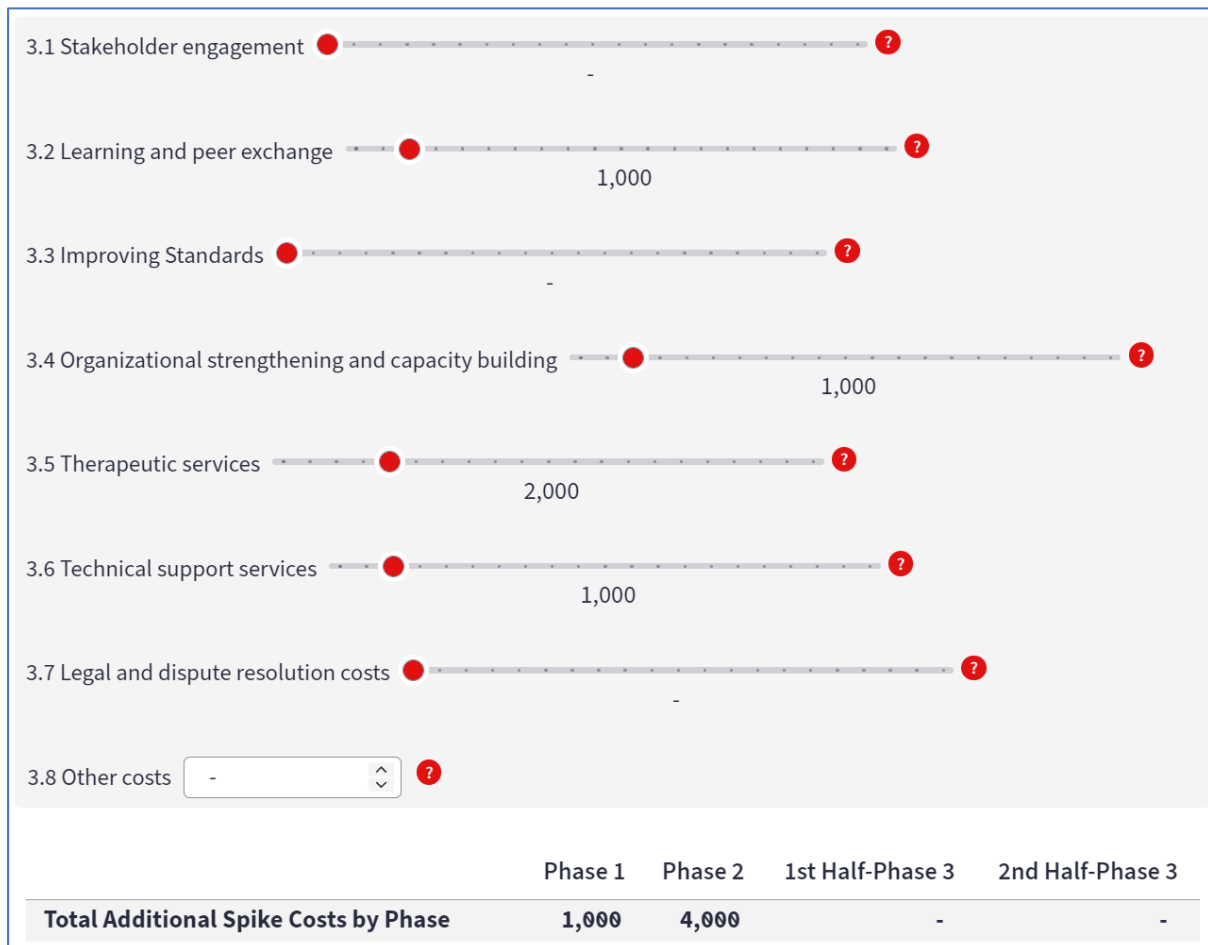 3.1 Stakeholder engagement ?
-
3.2 Learning and peer exchange ?
1,000
3.3 Improving Standards ?
-
3.4 Organizational strengthening and capacity building ?
1,000
3.5 Therapeutic services ?
2,000
3.6 Technical support services ?
1,000
3.7 Legal and dispute resolution costs ?
-
3.8 Other costs - ?
Phase 1 Phase 2 1st Half-Phase 3 2nd Half-Phase 3
Total Additional Spike Costs by Phase 1,000 4,000 - -